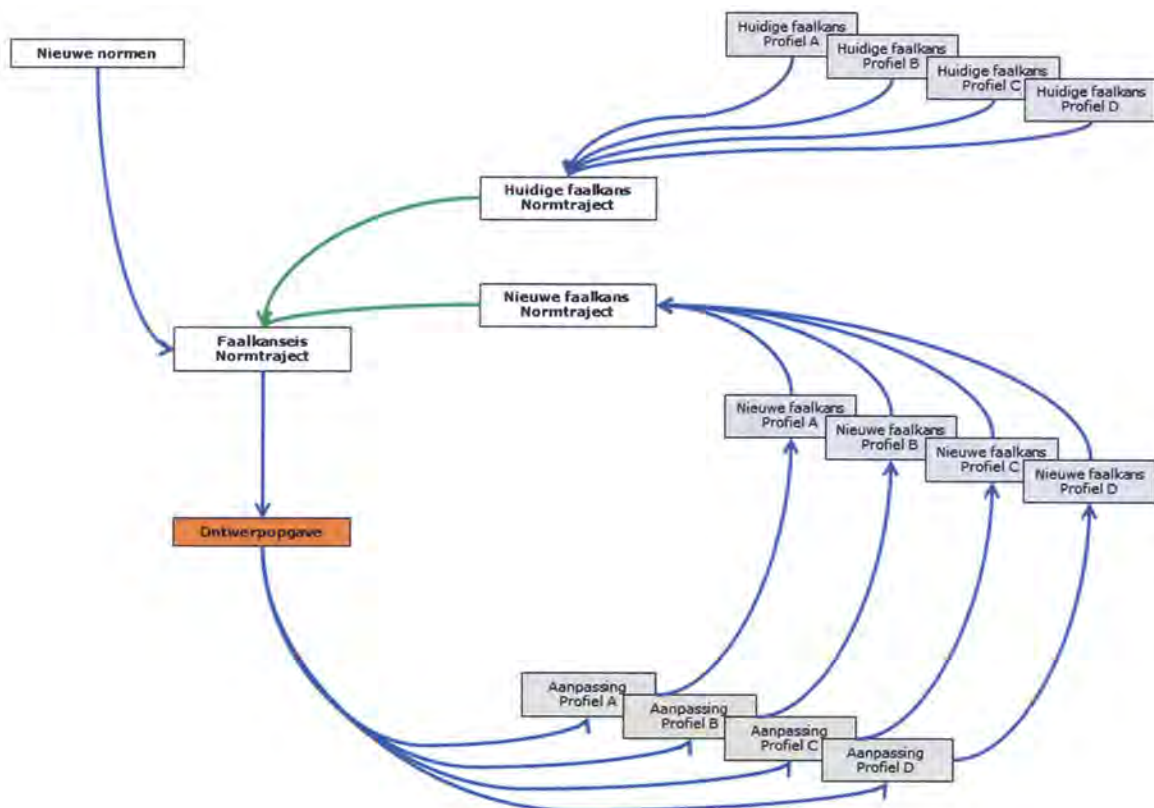 Nieuwe normen
Huidige faalkans
Profiel A
Huidige faalkans
Profiel B
Huidige faalkans
Profiel C
Huidige faalkans
Profiel D
Huidige faalkans
Normtraject
Nieuwe faalkans
Normtraject
Faalkanseis
Normtraject
Nieuwe faalkans
Profiel A
Nieuwe faalkans
Profiel B
Nieuwe faalkans
Profiel C
Nieuwe faalkans
Profiel D
Ontwerpopgave
Aanpassing
Profiel A
Aanpassing
Profiel B
Aanpassing
Profiel C
Aanpassing
Profiel D